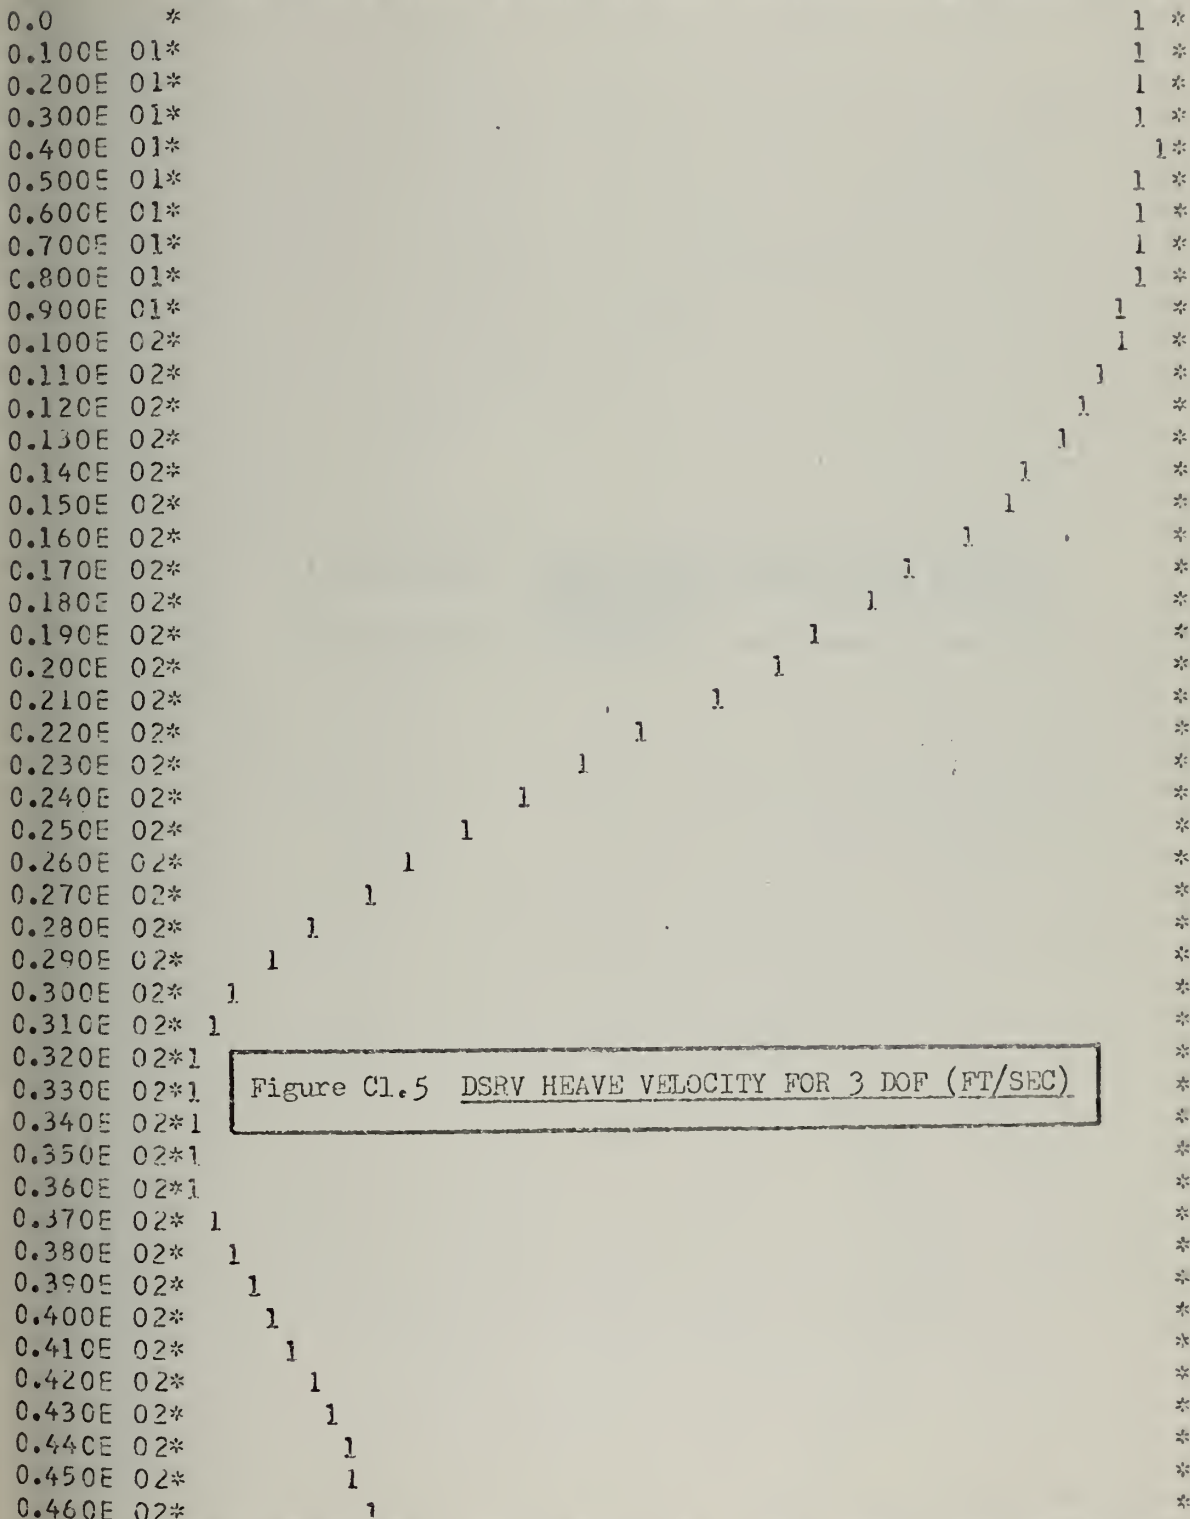 0.0 * 1 *
0.100E 01* 1 *
0.200E 01* 1 *
0.300E 01* 1 *
0.400E 01* 1*
0.500E 01* 1 *
0.600E 01* 1 *
0.700E 01* 1 *
0.800E 01* 1 *
0.900E 01* 1 *
0.100E 02* 1 *
0.110E 02* 1 *
0.120E 02* 1 *
0.130E 02* 1 *
0.140E 02* 1 *
0.150E 02* 1 *
0.160E 02* 1 *
0.170E 02* 1 *
0.180E 02* 1 *
0.190E 02* 1 *
0.200E 02* 1 *
0.210E 02* 1 *
0.220E 02* 1 *
0.230E 02* 1 *
0.240E 02* 1 *
0.250E 02* 1 *
0.260E 02* 1 *
0.270E 02* 1 *
0.280E 02* 1 *
0.290E 02* 1 *
0.300E 02* 1 *
0.310E 02* 1 *
0.320E 02*1 *
0.330E 02*1 *
Figure C1.5 DSRV HEAVE VELOCITY FOR 3 DOF (FT/SEC)
0.340E 02*1 *
0.350E 02*1 *
0.360E 02*1 *
0.370E 02* 1 *
0.380E 02* 1 *
0.390E 02* 1 *
0.400E 02* 1 *
0.410E 02* 1 *
0.420E 02* 1 *
0.430E 02* 1 *
0.440E 02* 1 *
0.450E 02* 1 *
0.460E 02* 1 *